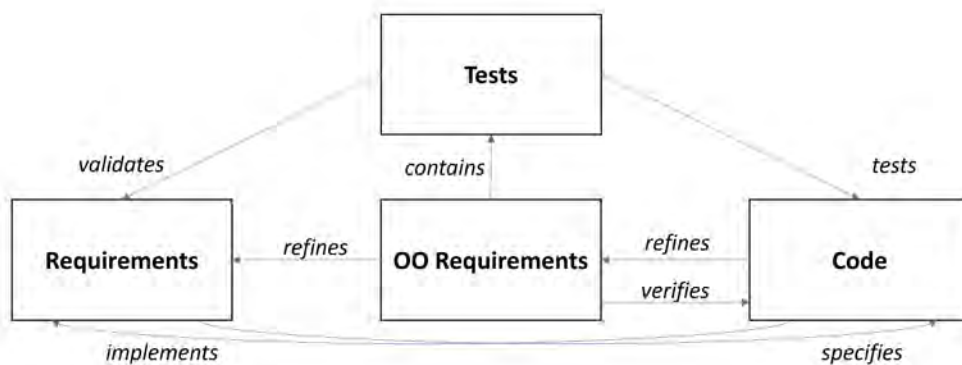 Tests
validates
contains
tests
Requirements
refines
OO Requirements
refines
verifies
Code
implements
specifies